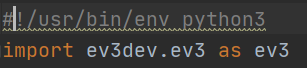 #!/usr/bin/env python3
import ev3dev.ev3 as ev3